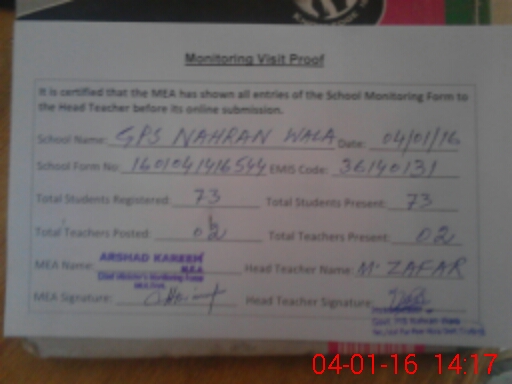 Monitoring Visit Proof
It is certified that the MEA has shown all entries of the School Monitoring Form to
the Head Teacher before its online submission.
School Name: GPS NAHRAN WALA Date: 04/01/16
School Form No: 1601041416544 EMIS Code: 36140131
Total Students Registered: 73 Total Students Present: 73
Total Teachers Posted: 02 Total Teachers Present: 02
MEA Name: ARSHAD KAREEM Head Teacher Name: M. ZAFAR
MEA
MEA Signature: Head Teacher Signature:
04-01-16 14:17